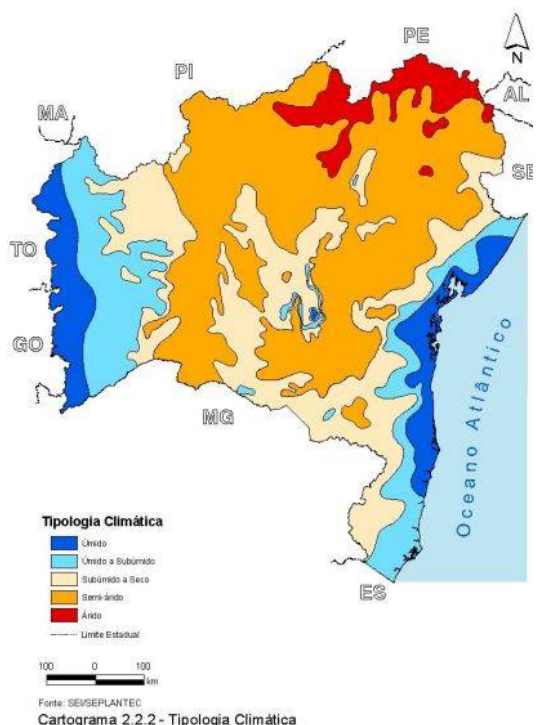 PE
N
PI
AL
MA
SE
TO
GO
MG
Oceano Atlântico
ES
Tipologia Climática
Úmido
Úmido a Subúmido
Subúmido a Seco
Semi-árido
Árido
Limite Estadual
100 0 100
km
Fonte: SEI/SEPLANTEC
Cartograma 2.2.2 - Tipologia Climática